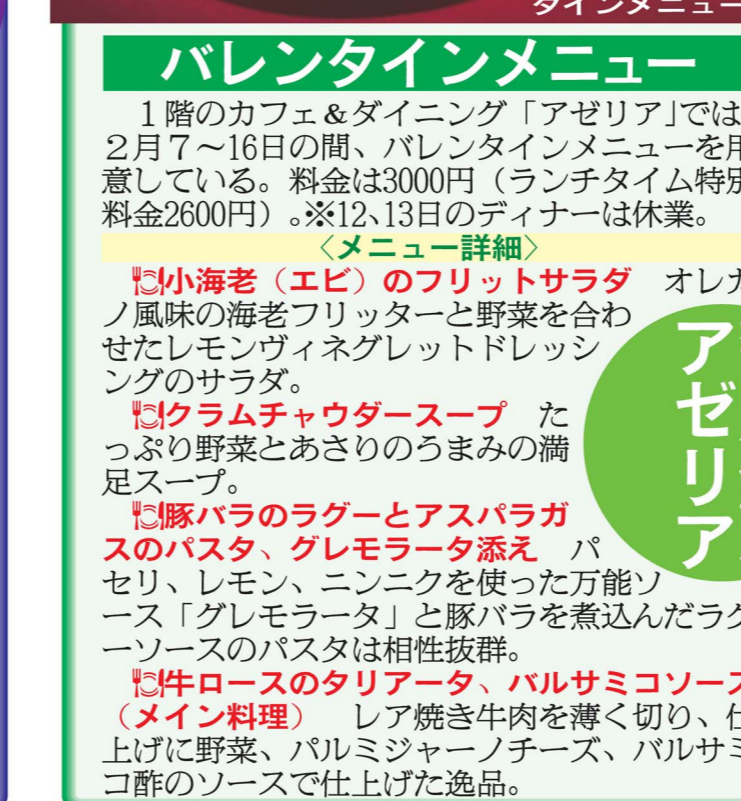 タインメニュー
バレンタインメニュー
１階のカフェ&ダイニング「アゼリア」では
２月７～16日の間、バレンタインメニューを用
意している。料金は3000円（ランチタイム特別
料金2600円）。※12、13日のディナーは休業。
〈メニュー詳細〉
小海老（エビ）のフリットサラダ　オレガ
ノ風味の海老フリッターと野菜を合わ
せたレモンヴィネグレットドレッシ
ングのサラダ。
クラムチャウダースープ　た
っぷり野菜とあさりのうまみの満
足スープ。
豚バラのラグーとアスパラガ
スのパスタ、グレモラータ添え　パ
セリ、レモン、ニンニクを使った万能ソ
ース「グレモラータ」と豚バラを煮込んだラグ
ーソースのパスタは相性抜群。
牛ロースのタリアータ、バルサミコソース
（メイン料理）　レア焼き牛肉を薄く切り、仕
上げに野菜、パルミジャーノチーズ、バルサミ
コ酢のソースで仕上げた逸品。
アゼリア